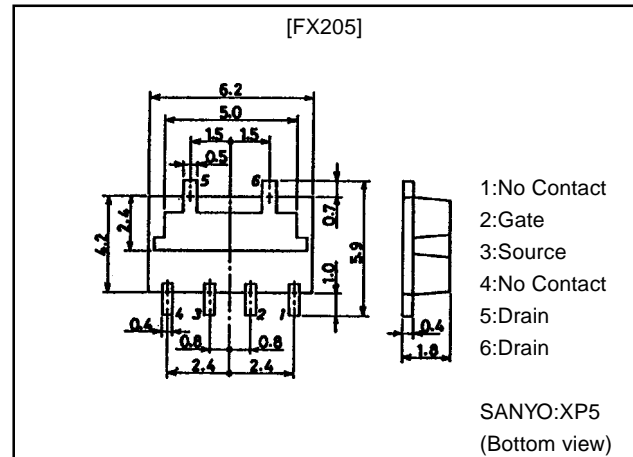 [FX205]
6.2
5.0
1.5 1.5
0.5
5 6
4.2
2.4
0.7
5.9
1.0
4 3 2 1
0.4
0.8 0.8
2.4 2.4
0.4
1.8
1:No Contact
2:Gate
3:Source
4:No Contact
5:Drain
6:Drain
SANYO:XP5
(Bottom view)